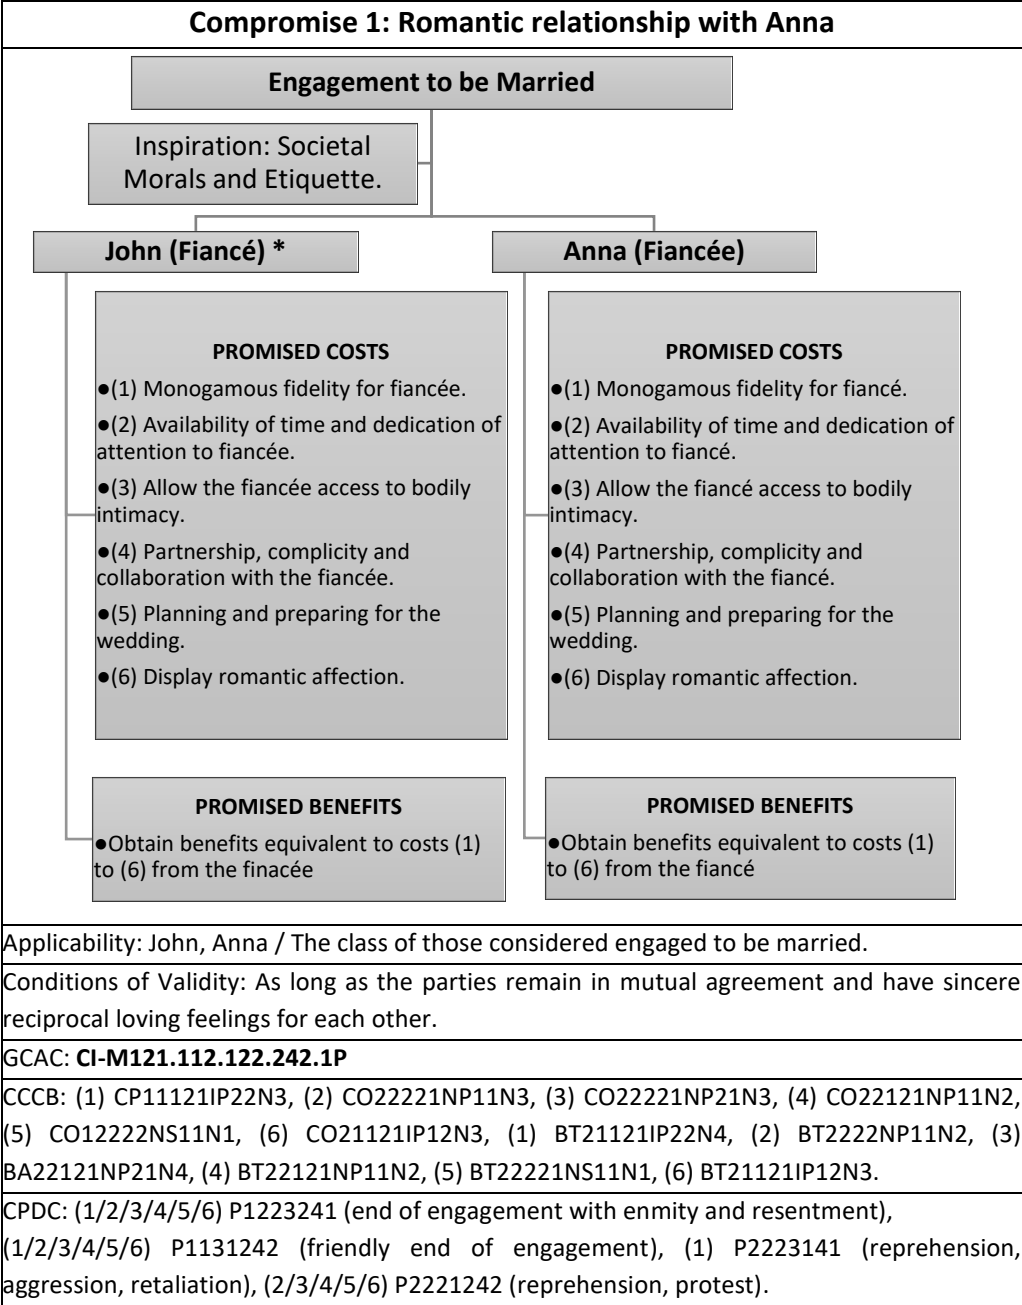 Compromise 1: Romantic relationship with Anna
Engagement to be Married
Inspiration: Societal
Morals and Etiquette.
John (Fiancé) *
PROMISED COSTS
●(1) Monogamous fidelity for fiancée.
●(2) Availability of time and dedication of
attention to fiancée.
●(3) Allow the fiancée access to bodily
intimacy.
●(4) Partnership, complicity and
collaboration with the fiancée.
●(5) Planning and preparing for the
wedding.
●(6) Display romantic affection.
PROMISED BENEFITS
●Obtain benefits equivalent to costs (1)
to (6) from the finacée
Anna (Fiancée)
PROMISED COSTS
●(1) Monogamous fidelity for fiancé.
●(2) Availability of time and dedication of
attention to fiancé.
●(3) Allow the fiancé access to bodily
intimacy.
●(4) Partnership, complicity and
collaboration with the fiancé.
●(5) Planning and preparing for the
wedding.
●(6) Display romantic affection.
PROMISED BENEFITS
●Obtain benefits equivalent to costs (1)
to (6) from the fiancé
Applicability: John, Anna / The class of those considered engaged to be married.
Conditions of Validity: As long as the parties remain in mutual agreement and have sincere
reciprocal loving feelings for each other.
GCAC: CI-M121.112.122.242.1P
CCCB: (1) CP11121IP22N3, (2) CO22221NP11N3, (3) CO22221NP21N3, (4) CO22121NP11N2,
(5) CO12222NS11N1, (6) CO21121IP12N3, (1) BT21121IP22N4, (2) BT2222NP11N2, (3)
BA22121NP21N4, (4) BT22121NP11N2, (5) BT22221NS11N1, (6) BT21121IP12N3.
CPDC: (1/2/3/4/5/6) P1223241 (end of engagement with enmity and resentment),
(1/2/3/4/5/6) P1131242 (friendly end of engagement), (1) P2223141 (reprehension,
aggression, retaliation), (2/3/4/5/6) P2221242 (reprehension, protest).